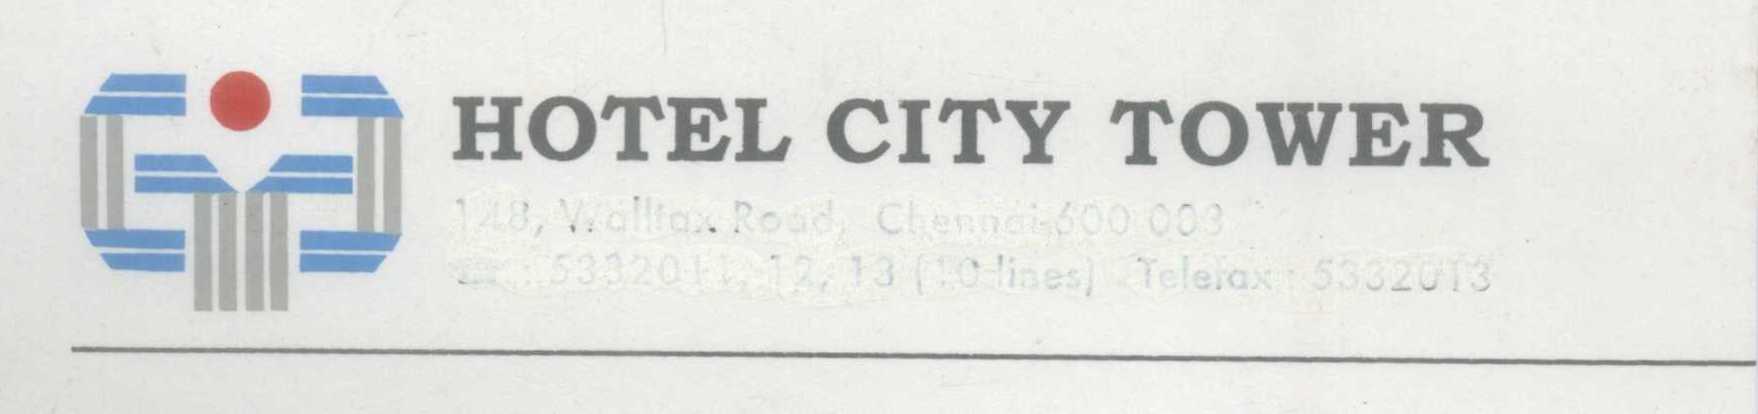 HOTEL CITY TOWER
148, Walltax Road, Chennai-600 003
☎ : 5332011, 12, 13 (10 lines) Telefax : 5332013